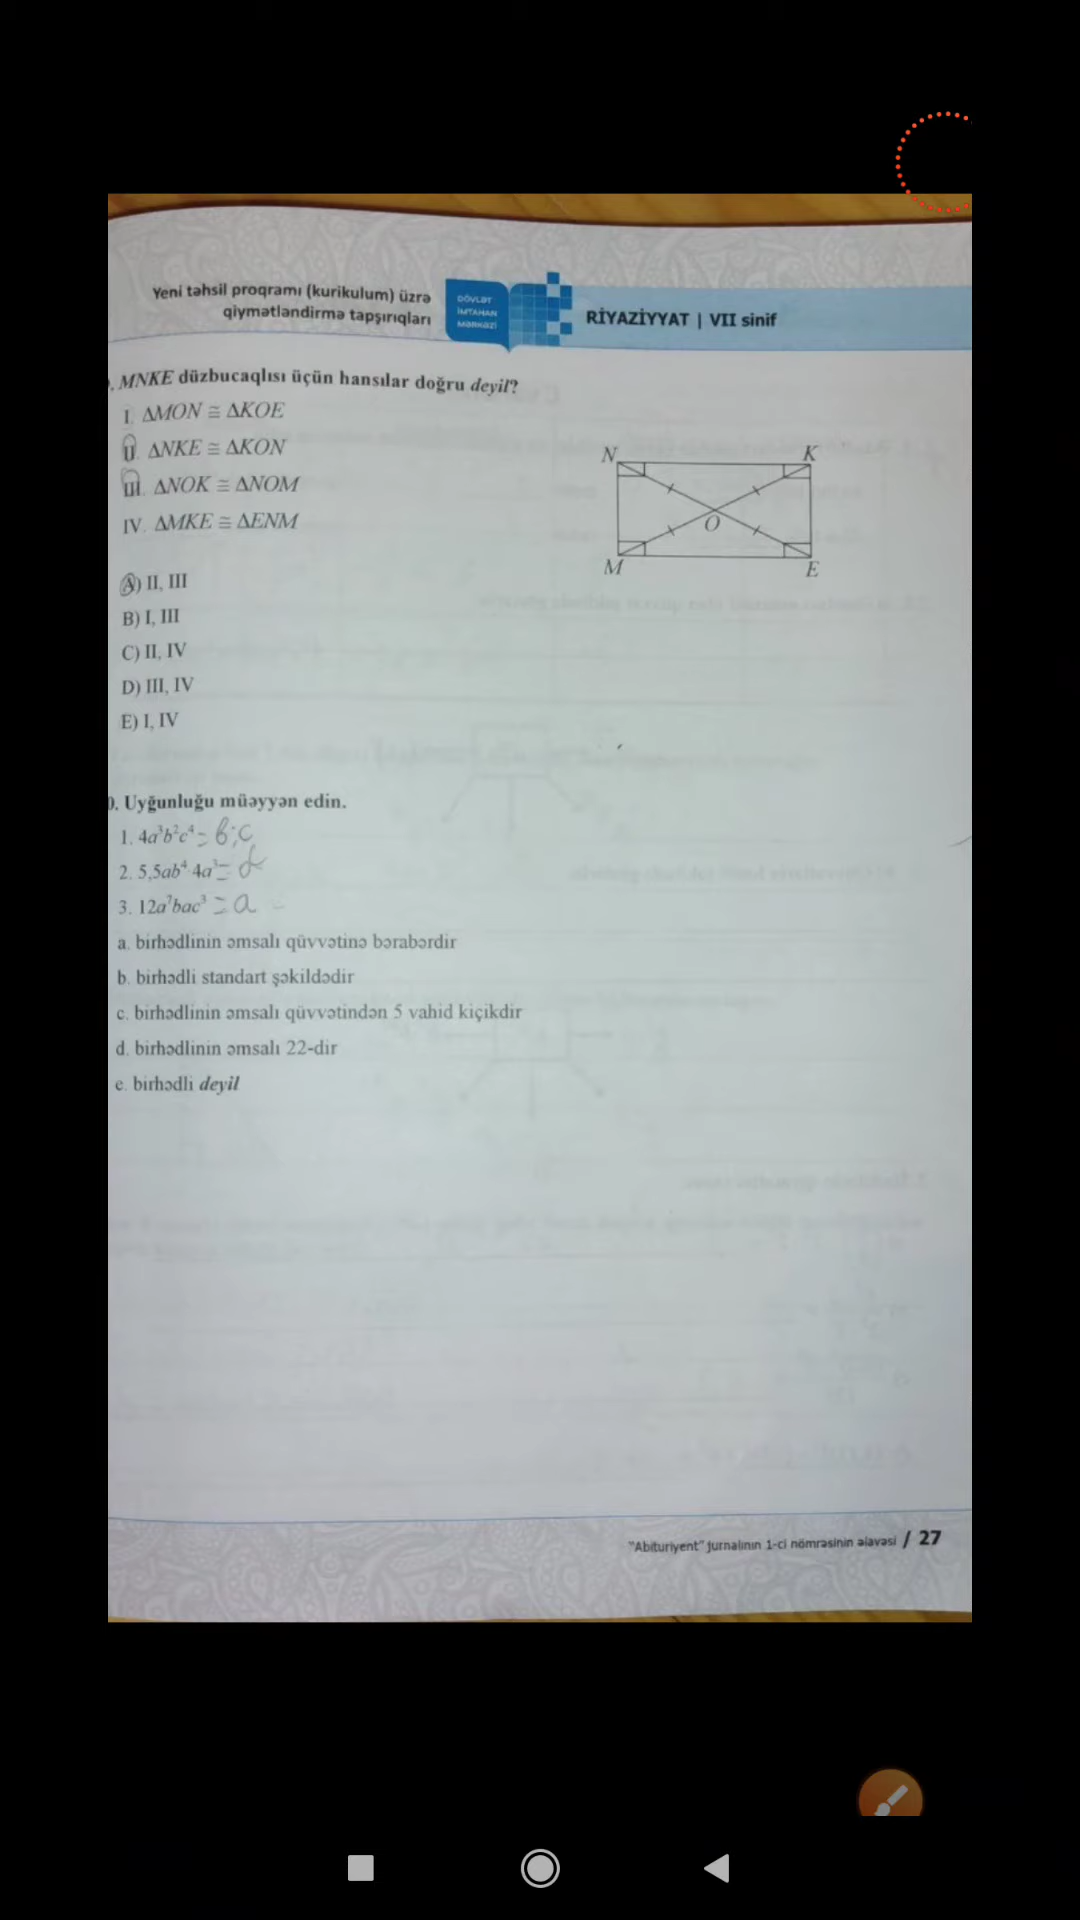 Yeni təhsil proqramı (kurikulum) üzrə
qiymətləndirmə tapşırıqları
DÖVLƏT
İMTAHAN
MƏRKƏZİ
RİYAZİYYAT | VII sinif
. MNKE düzbucaqlısı üçün hansılar doğru deyil?
I. ΔMON ≅ ΔKOE
II. ΔNKE ≅ ΔKON
III. ΔNOK ≅ ΔNOM
IV. ΔMKE ≅ ΔENM
N
K
O
M
E
A) II, III
B) I, III
C) II, IV
D) III, IV
E) I, IV
0. Uyğunluğu müəyyən edin.
1. 4a³b²c⁴ = b;c
2. 5,5ab⁴·4a³ = d
3. 12a⁷bac³ = a
a. birhədlinin əmsalı qüvvətinə bərabərdir
b. birhədli standart şəkildədir
c. birhədlinin əmsalı qüvvətindən 5 vahid kiçikdir
d. birhədlinin əmsalı 22-dir
e. birhədli deyil
"Abituriyent" jurnalının 1-ci nömrəsinin əlavəsi / 27